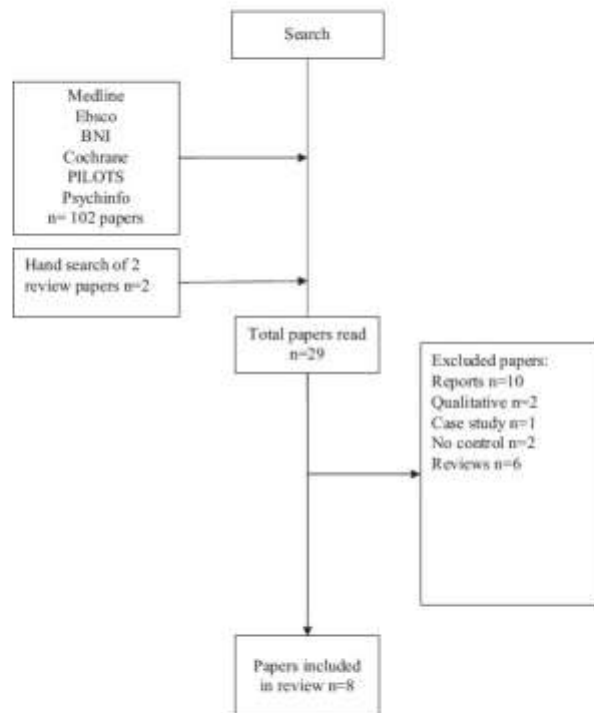 Search
Medline
Ebsco
BNI
Cochrane
PILOTS
Psychinfo
n= 102 papers
Hand search of 2
review papers n=2
Total papers read
n=29
Excluded papers:
Reports n=10
Qualitative n=2
Case study n=1
No control n=2
Reviews n=6
Papers included
in review n=8